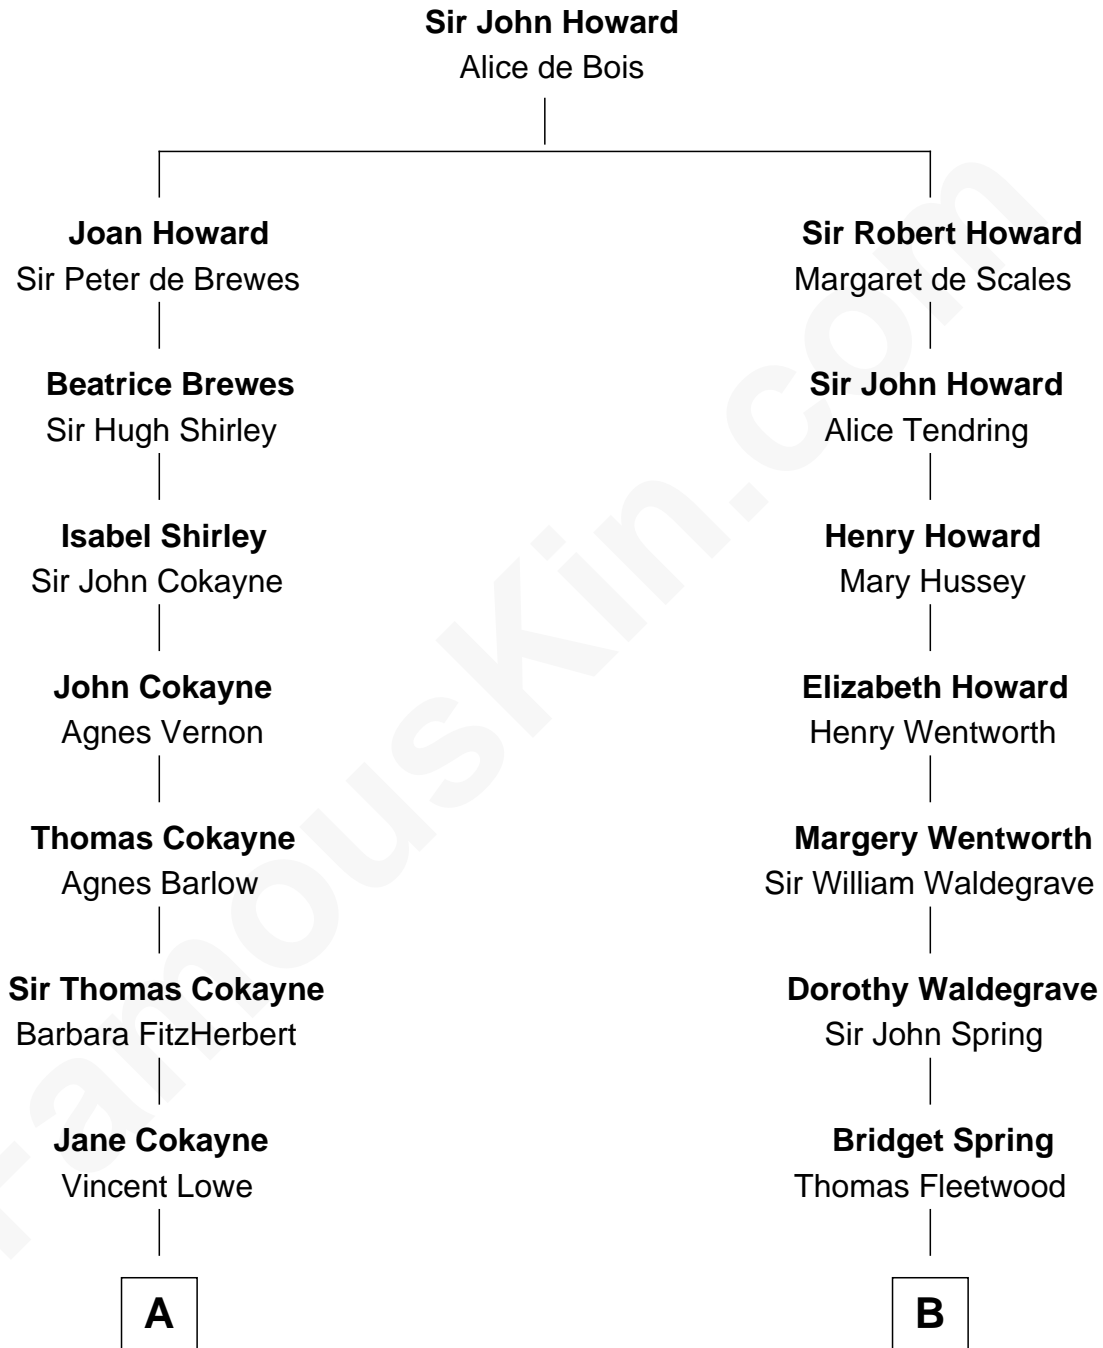 Sir John Howard
Alice de Bois
Joan Howard
Sir Peter de Brewes
Sir Robert Howard
Margaret de Scales
Beatrice Brewes
Sir Hugh Shirley
Sir John Howard
Alice Tendring
Isabel Shirley
Sir John Cokayne
Henry Howard
Mary Hussey
John Cokayne
Agnes Vernon
Elizabeth Howard
Henry Wentworth
Thomas Cokayne
Agnes Barlow
Margery Wentworth
Sir William Waldegrave
Sir Thomas Cokayne
Barbara FitzHerbert
Dorothy Waldegrave
Sir John Spring
Jane Cokayne
Vincent Lowe
Bridget Spring
Thomas Fleetwood
A
B
FamousKin.com